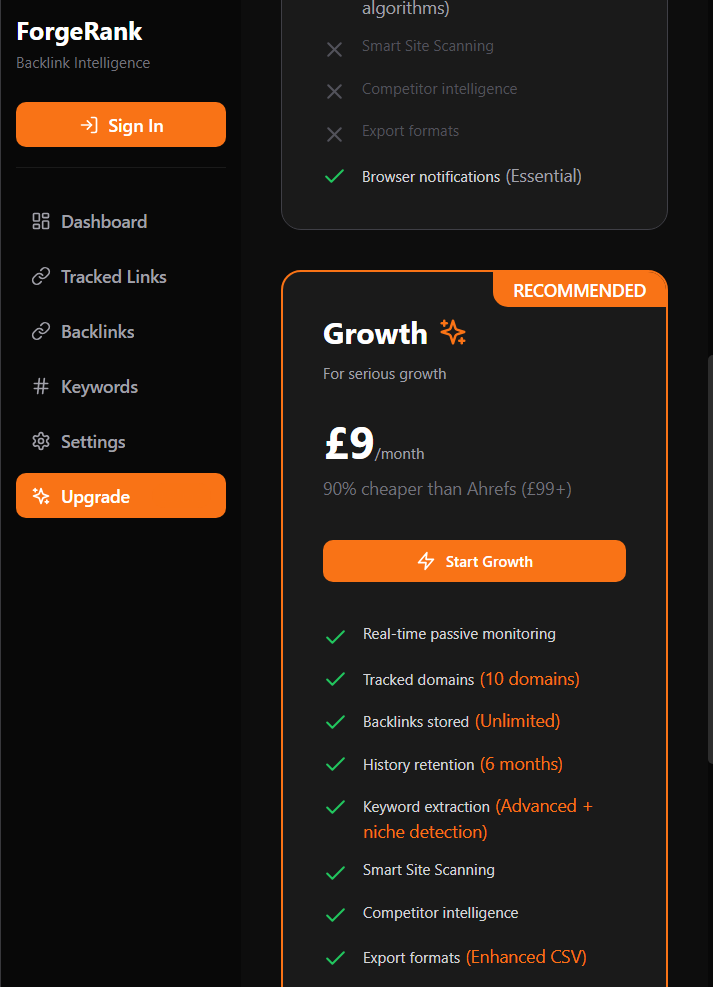 ForgeRank
Backlink Intelligence
Sign In
Dashboard
Tracked Links
Backlinks
Keywords
Settings
Upgrade
algorithms)
Smart Site Scanning
Competitor intelligence
Export formats
Browser notifications (Essential)
RECOMMENDED
Growth
For serious growth
£9/month
90% cheaper than Ahrefs (£99+)
Start Growth
Real-time passive monitoring
Tracked domains (10 domains)
Backlinks stored (Unlimited)
History retention (6 months)
Keyword extraction (Advanced +
niche detection)
Smart Site Scanning
Competitor intelligence
Export formats (Enhanced CSV)